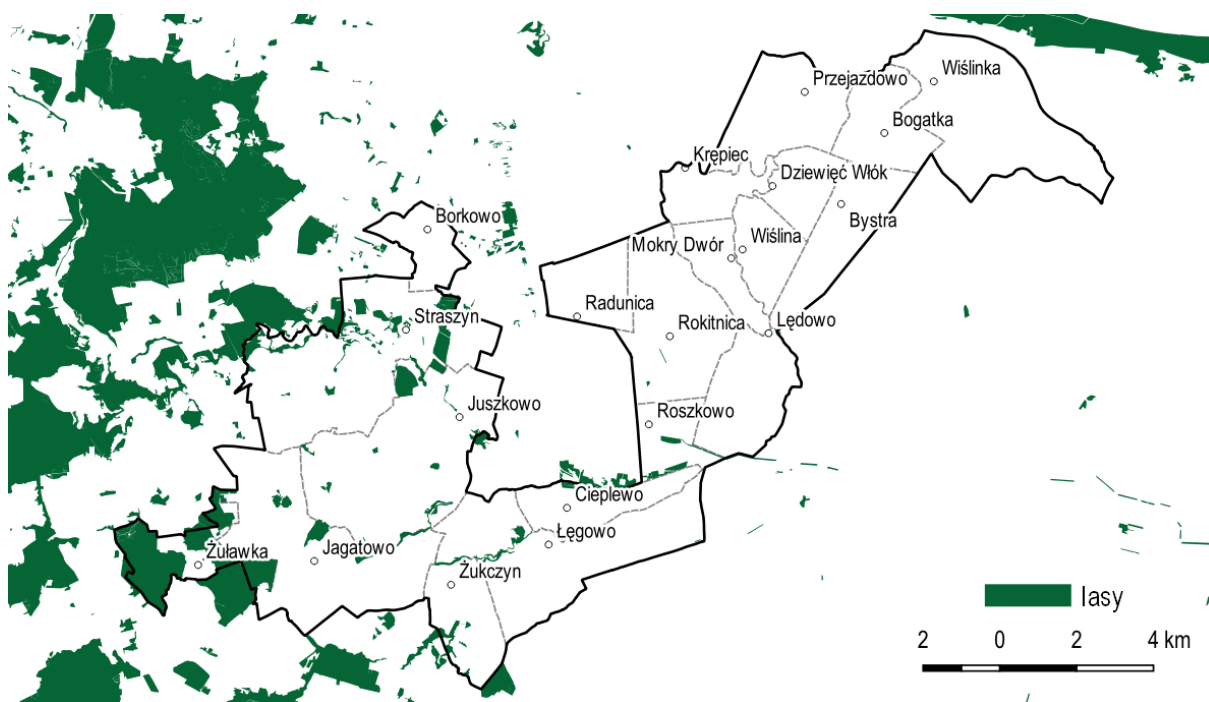 Wiślinka
Przejazdowo
Bogatka
Krępiec
Dziewięć Włók
Borkowo
Bystra
Mokry Dwór
Wiślina
Radunica
Straszyn
Rokitnica
Lędowo
Juszkowo
Roszkowo
Cieplewo
Łęgowo
Żuławka
Jagatowo
Żukczyn
lasy
2 0 2 4 km